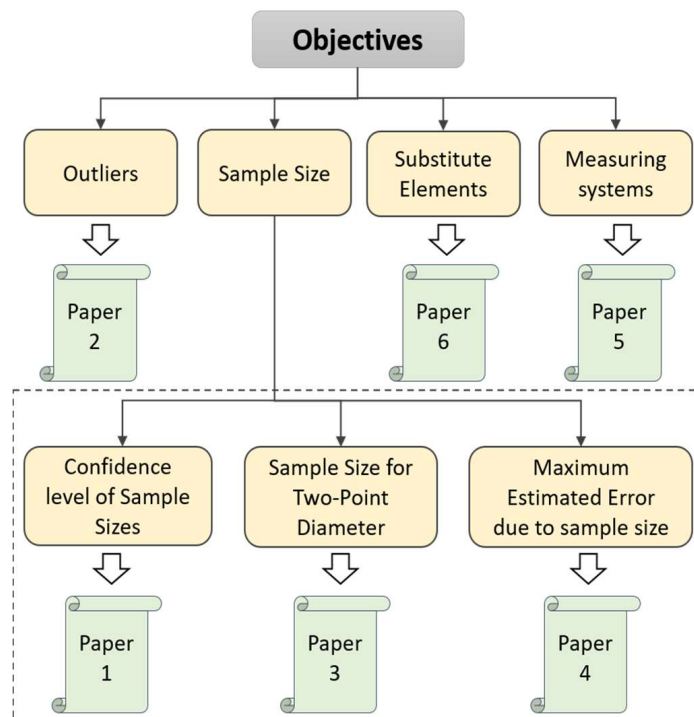 Objectives
Outliers
Sample Size
Substitute
Elements
Measuring
systems
Paper
2
Paper
6
Paper
5
Confidence
level of Sample
Sizes
Sample Size for
Two-Point
Diameter
Maximum
Estimated Error
due to sample size
Paper
1
Paper
3
Paper
4